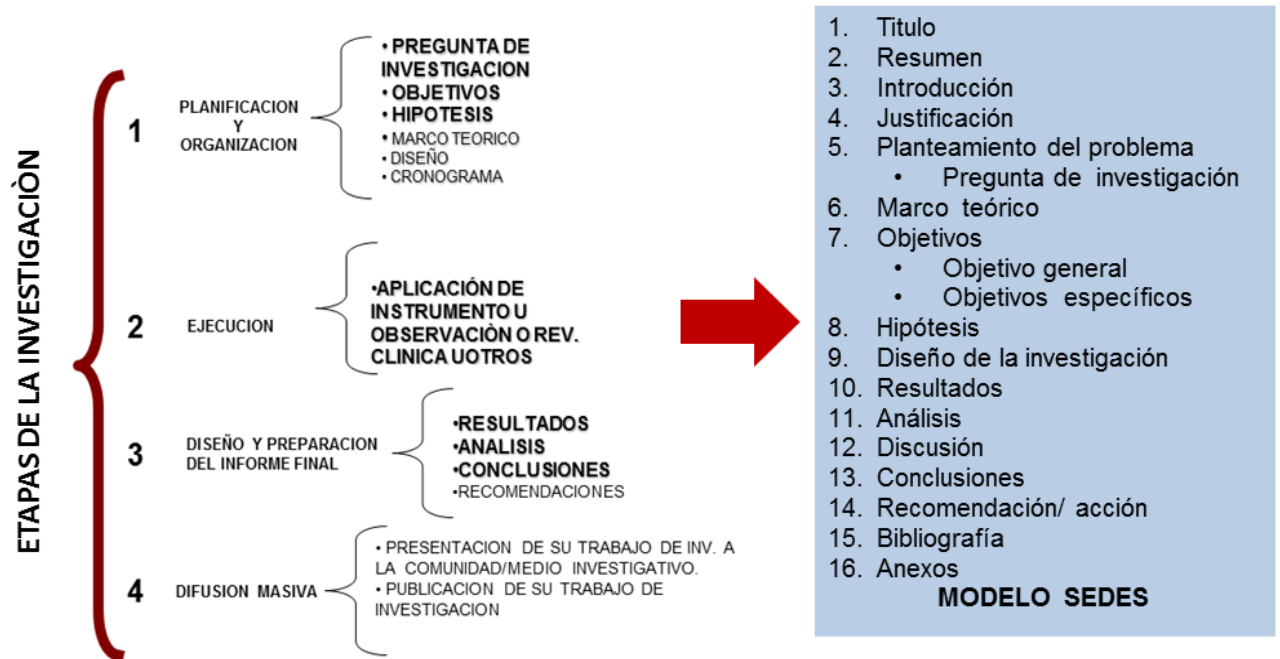 ETAPAS DE LA INVESTIGACIÒN
1
PLANIFICACION
Y
ORGANIZACION
• PREGUNTA DE
INVESTIGACION
• OBJETIVOS
• HIPOTESIS
• MARCO TEORICO
• DISEÑO
• CRONOGRAMA
2
EJECUCION
•APLICACIÓN DE
INSTRUMENTO U
OBSERVACIÒN O REV.
CLINICA UOTROS
3
DISEÑO Y PREPARACION
DEL INFORME FINAL
•RESULTADOS
•ANALISIS
•CONCLUSIONES
•RECOMENDACIONES
4
DIFUSION MASIVA
• PRESENTACION DE SU TRABAJO DE INV. A
LA COMUNIDAD/MEDIO INVESTIGATIVO.
• PUBLICACION DE SU TRABAJO DE
INVESTIGACION
1. Titulo
2. Resumen
3. Introducción
4. Justificación
5. Planteamiento del problema
• Pregunta de investigación
6. Marco teórico
7. Objetivos
• Objetivo general
• Objetivos específicos
8. Hipótesis
9. Diseño de la investigación
10. Resultados
11. Análisis
12. Discusión
13. Conclusiones
14. Recomendación/ acción
15. Bibliografía
16. Anexos
MODELO SEDES